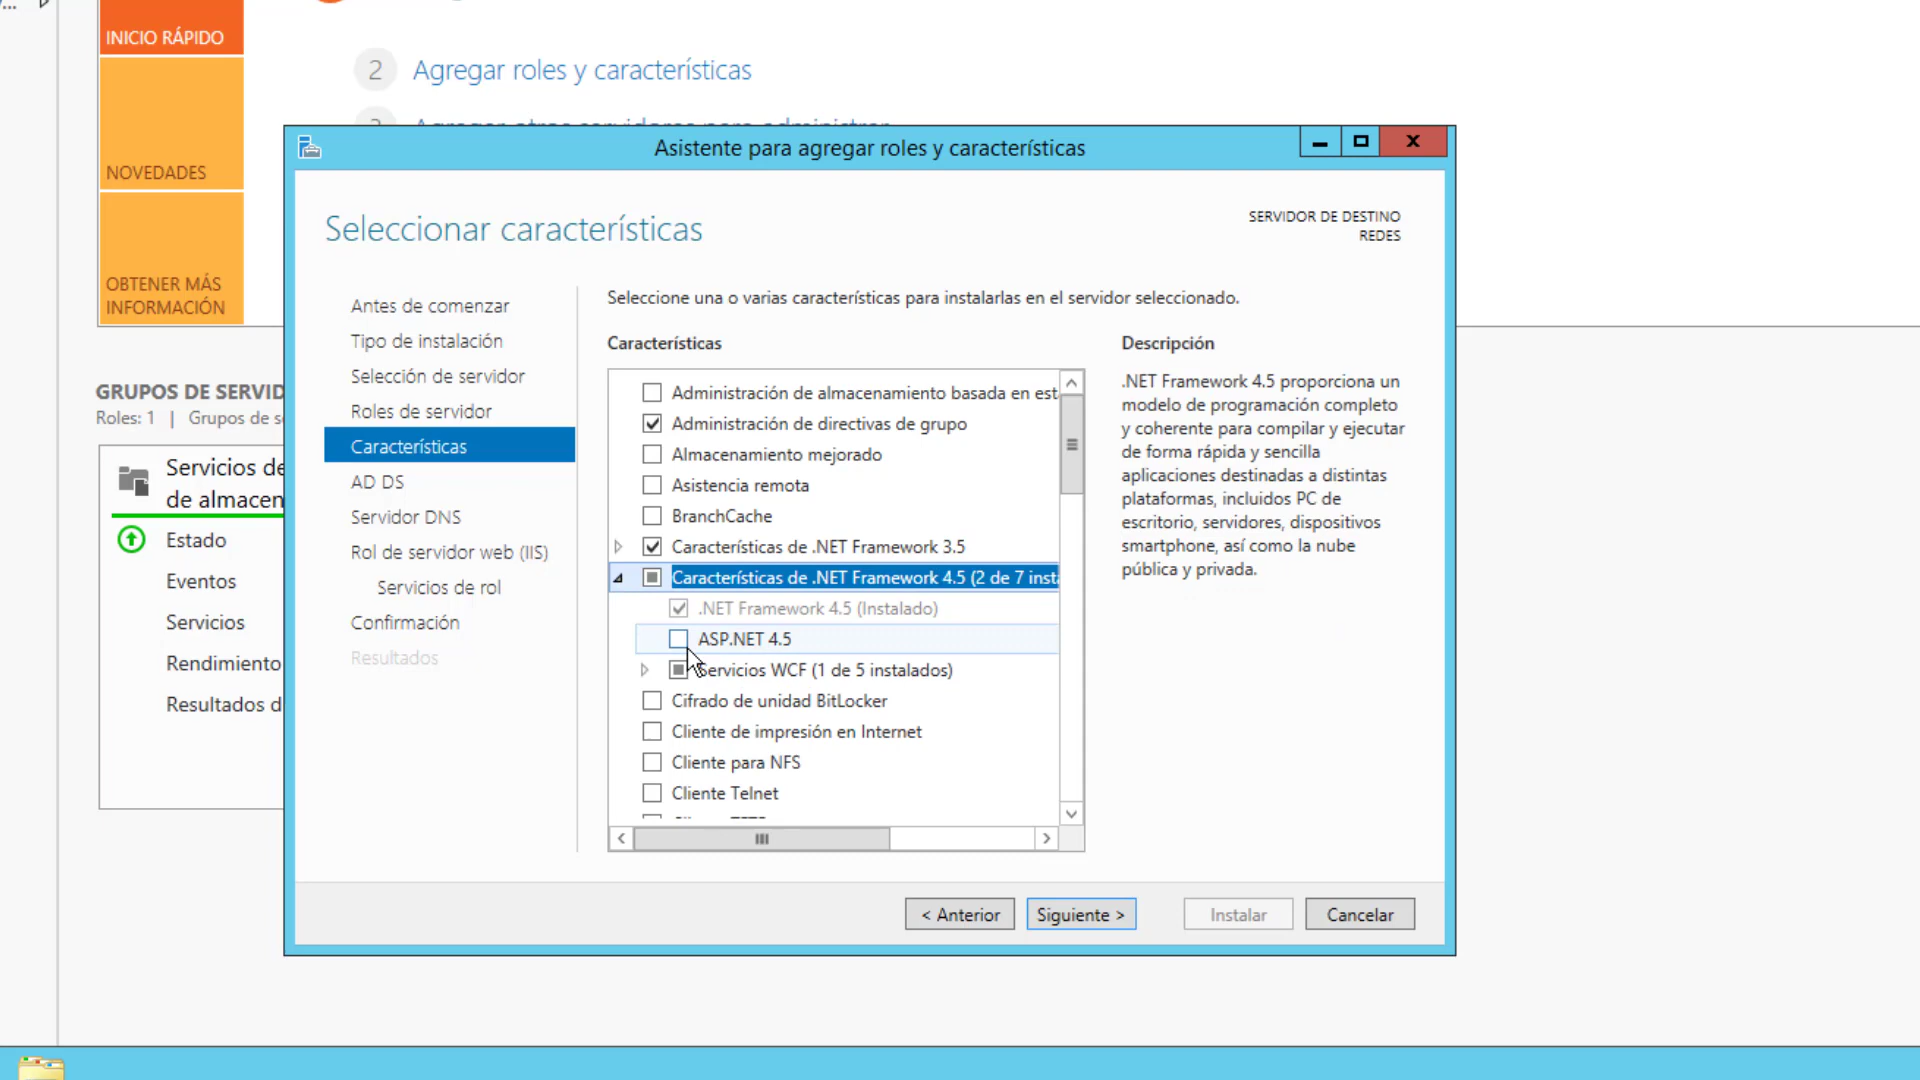 INICIO RÁPIDO
2 Agregar roles y características
3 Agregar otros servidores para administrar
NOVEDADES
OBTENER MÁS
INFORMACIÓN
GRUPOS DE SERVID
Roles: 1 | Grupos de se
Servicios de
de almacen
Estado
Eventos
Servicios
Rendimiento
Resultados d
Asistente para agregar roles y características
Seleccionar características
SERVIDOR DE DESTINO
REDES
Antes de comenzar
Tipo de instalación
Selección de servidor
Roles de servidor
Características
AD DS
Servidor DNS
Rol de servidor web (IIS)
Servicios de rol
Confirmación
Resultados
Seleccione una o varias características para instalarlas en el servidor seleccionado.
Características
Administración de almacenamiento basada en está
Administración de directivas de grupo
Almacenamiento mejorado
Asistencia remota
BranchCache
Características de .NET Framework 3.5
Características de .NET Framework 4.5 (2 de 7 insta
.NET Framework 4.5 (Instalado)
ASP.NET 4.5
Servicios WCF (1 de 5 instalados)
Cifrado de unidad BitLocker
Cliente de impresión en Internet
Cliente para NFS
Cliente Telnet
Descripción
.NET Framework 4.5 proporciona un
modelo de programación completo
y coherente para compilar y ejecutar
de forma rápida y sencilla
aplicaciones destinadas a distintas
plataformas, incluidos PC de
escritorio, servidores, dispositivos
smartphone, así como la nube
pública y privada.
< Anterior
Siguiente >
Instalar
Cancelar